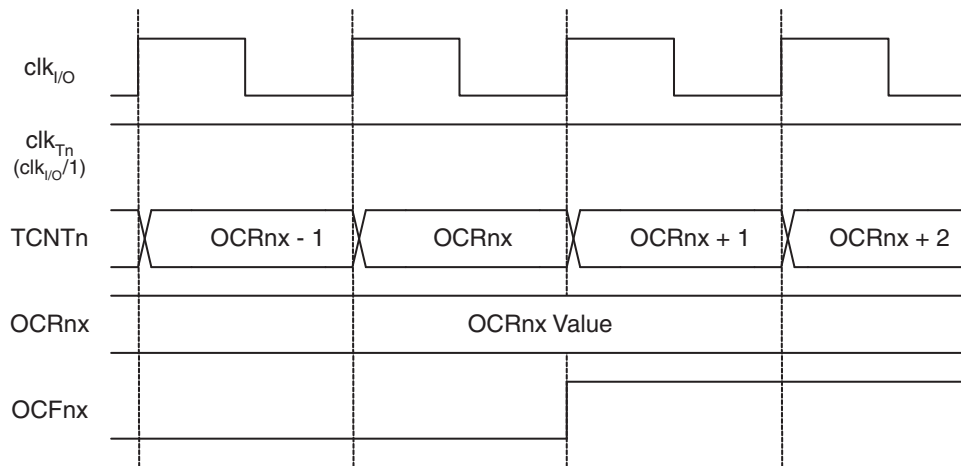 clkI/O
clkTn
(clkI/O/1)
TCNTn
OCRnx - 1
OCRnx
OCRnx + 1
OCRnx + 2
OCRnx
OCRnx Value
OCFnx